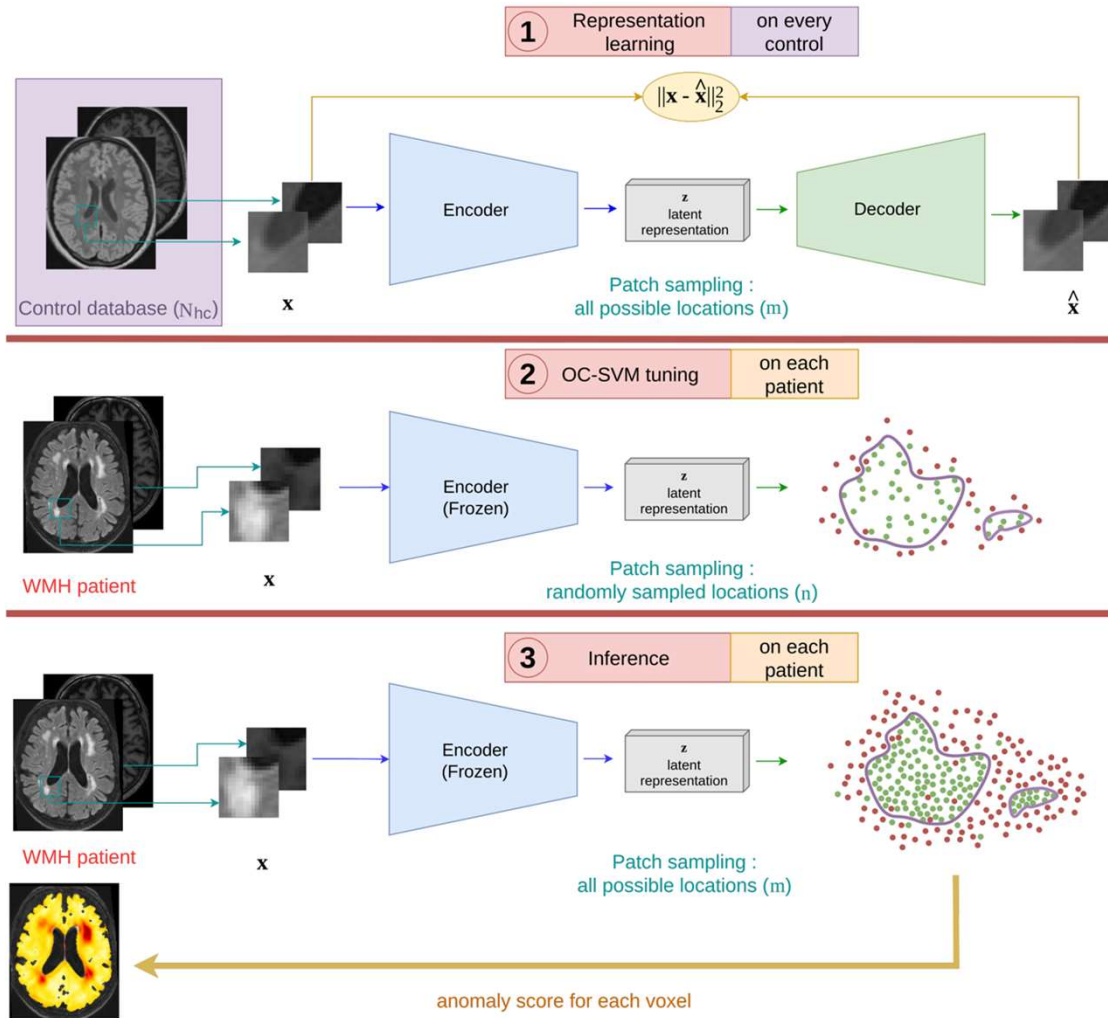 1
Representation
learning
on every
control
||x - x̂||₂²
Encoder
z
latent
representation
Decoder
Control database (Nhc)
x
Patch sampling :
all possible locations (m)
x̂
2
OC-SVM tuning
on each
patient
Encoder
(Frozen)
z
latent
representation
WMH patient
x
Patch sampling :
randomly sampled locations (n)
3
Inference
on each
patient
Encoder
(Frozen)
z
latent
representation
WMH patient
x
Patch sampling :
all possible locations (m)
anomaly score for each voxel